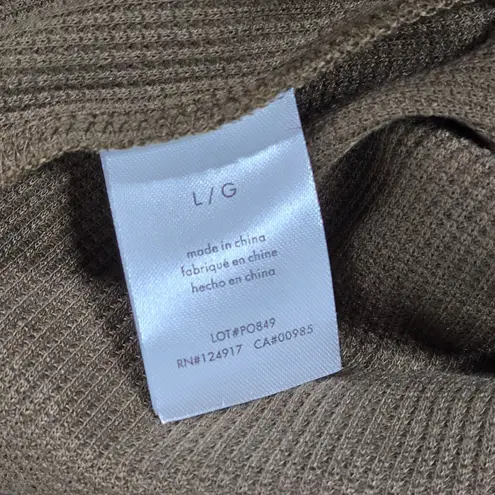 L / G
made in china
fabriqué en chine
hecho en china
LOT#PO849
RN#124917 CA#00985